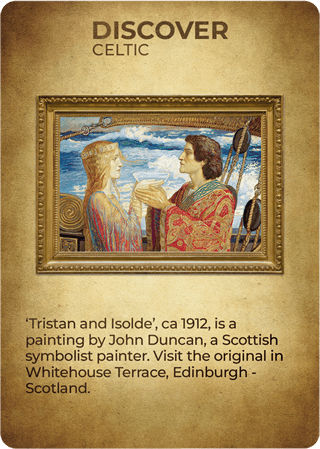 DISCOVER
CELTIC
‘Tristan and Isolde’, ca 1912, is a
painting by John Duncan, a Scottish
symbolist painter. Visit the original in
Whitehouse Terrace, Edinburgh -
Scotland.